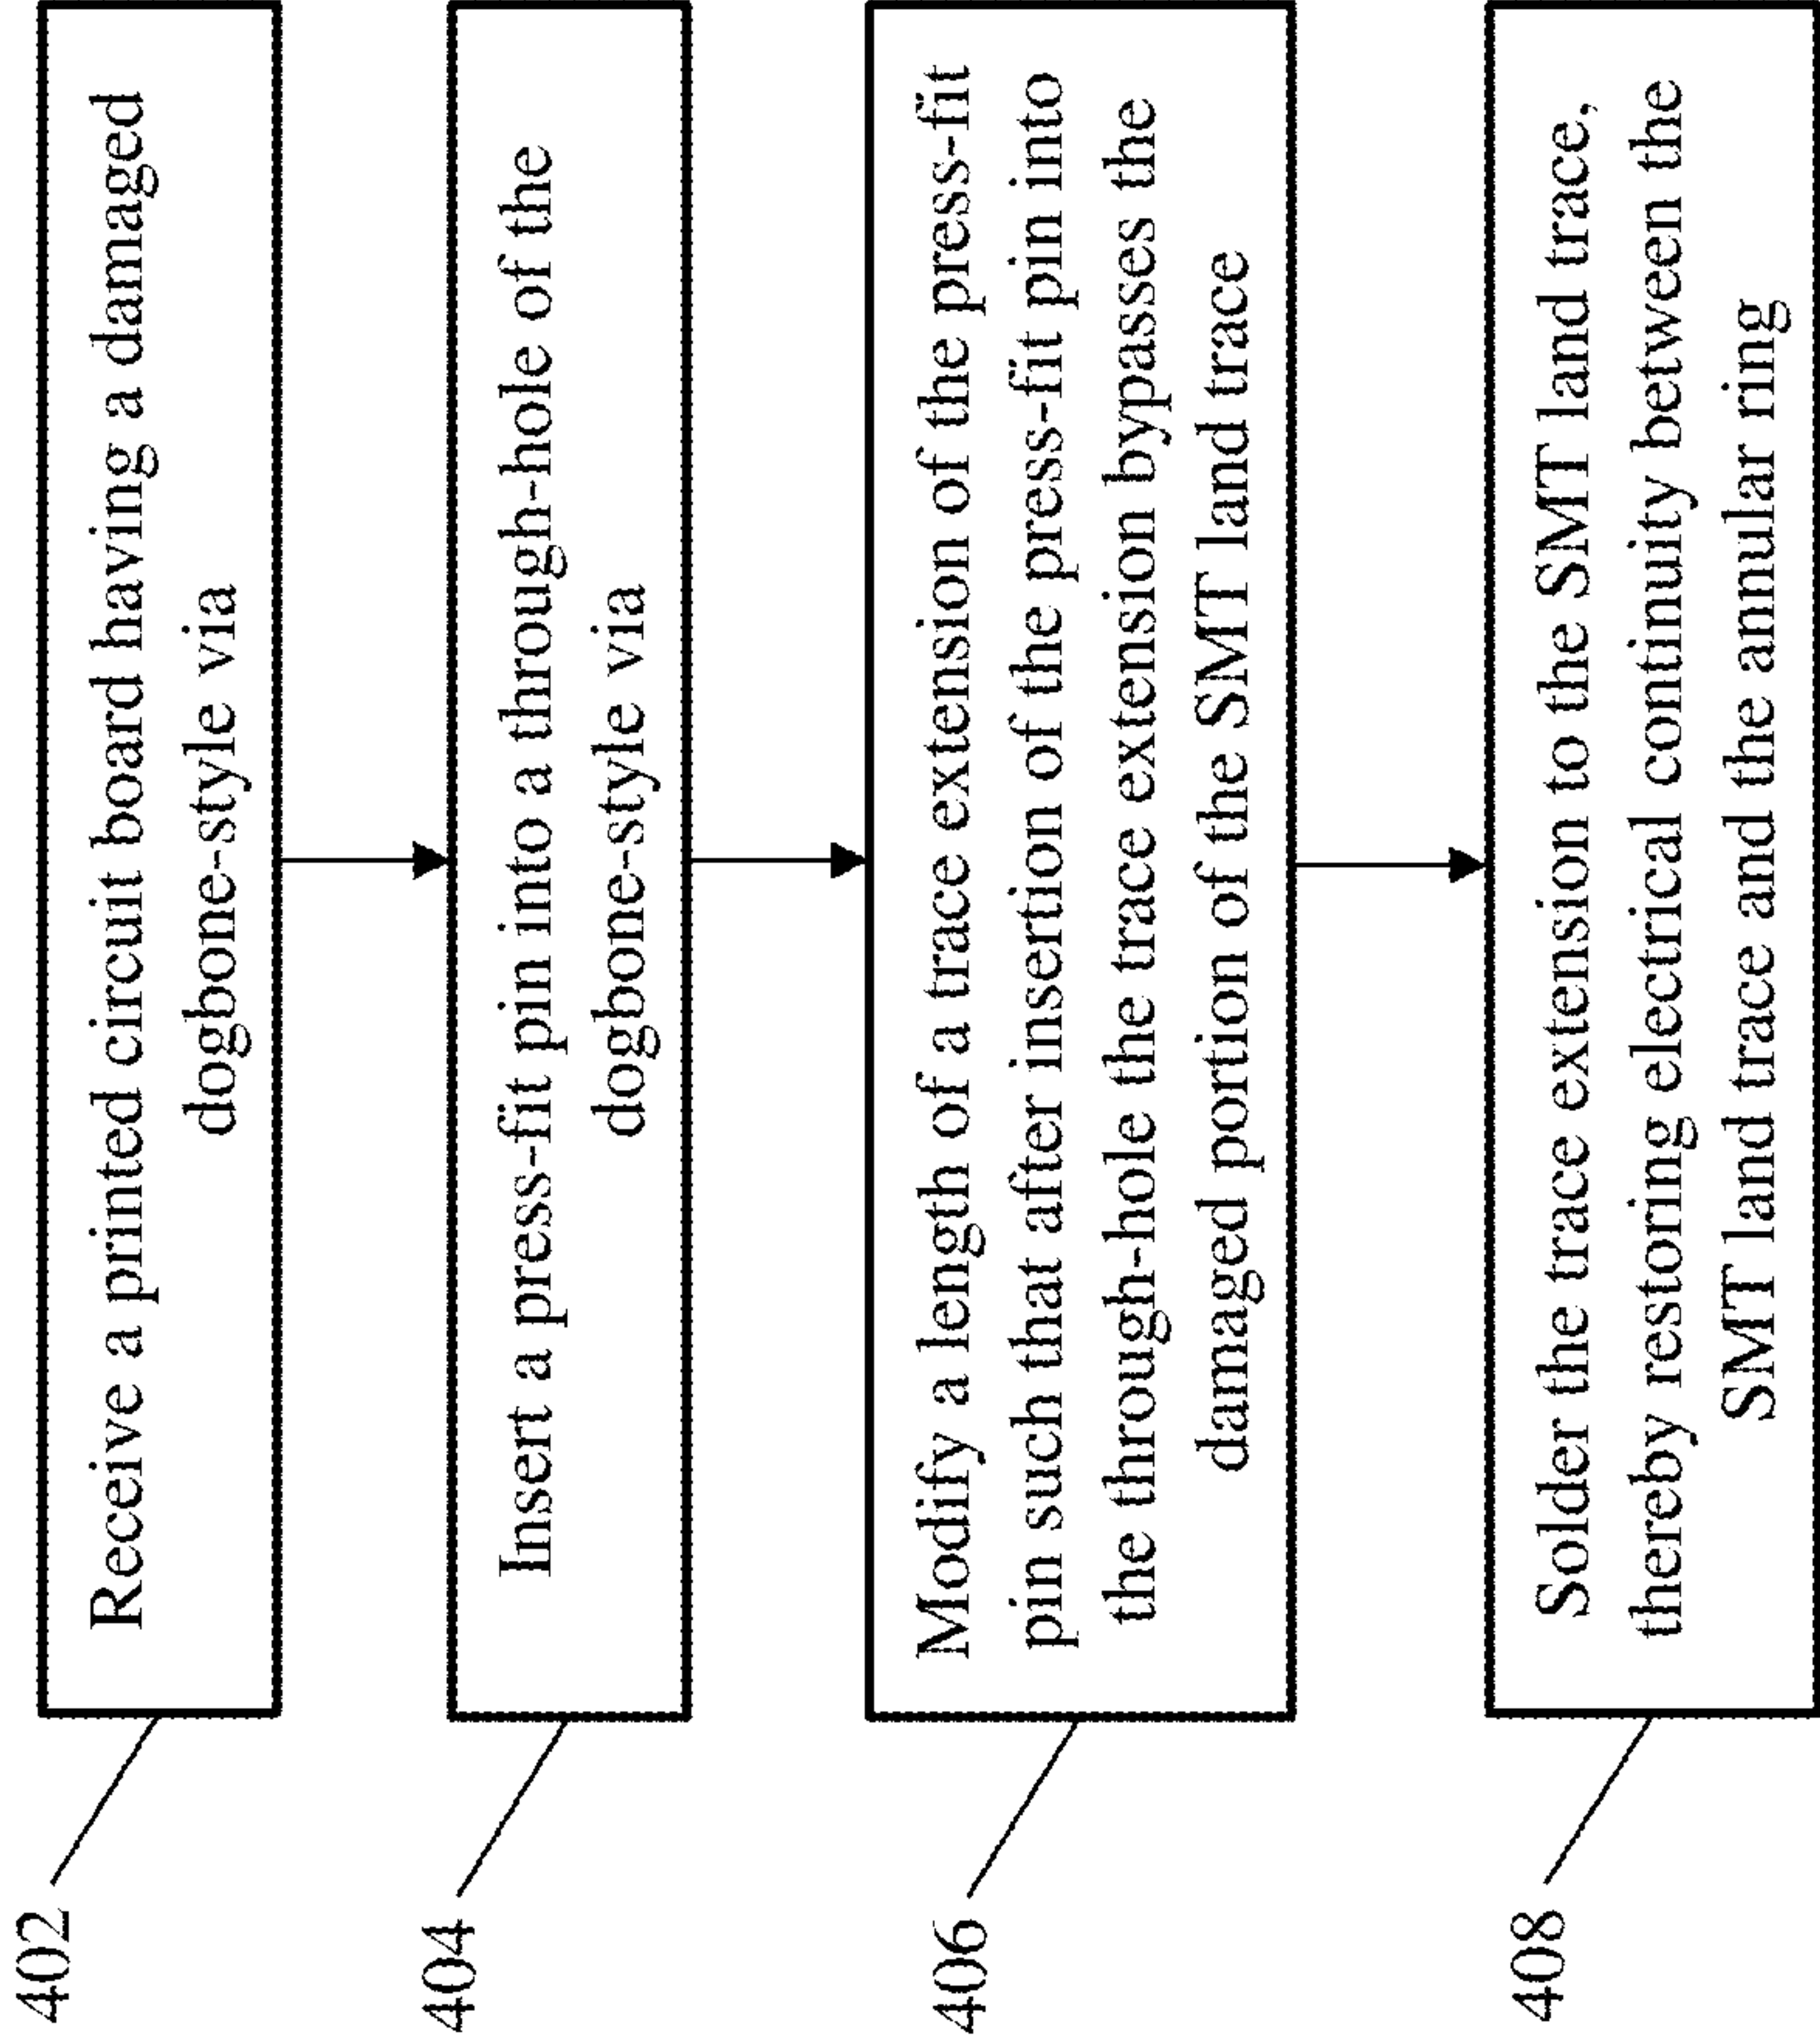 402
Receive a printed circuit board having a damaged
dogbone-style via
404
Insert a press-fit pin into a through-hole of the
dogbone-style via
406
Modify a length of a trace extension of the press-fit
pin such that after insertion of the press-fit pin into
the through-hole the trace extension bypasses the
damaged portion of the SMT land trace
408
Solder the trace extension to the SMT land trace,
thereby restoring electrical continuity between the
SMT land trace and the annular ring